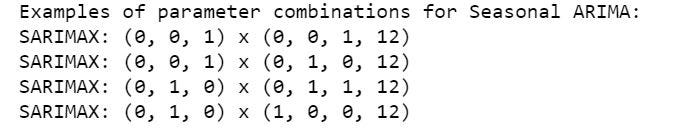 Examples of parameter combinations for Seasonal ARIMA:
SARIMAX: (0, 0, 1) x (0, 0, 1, 12)
SARIMAX: (0, 0, 1) x (0, 1, 0, 12)
SARIMAX: (0, 1, 0) x (0, 1, 1, 12)
SARIMAX: (0, 1, 0) x (1, 0, 0, 12)